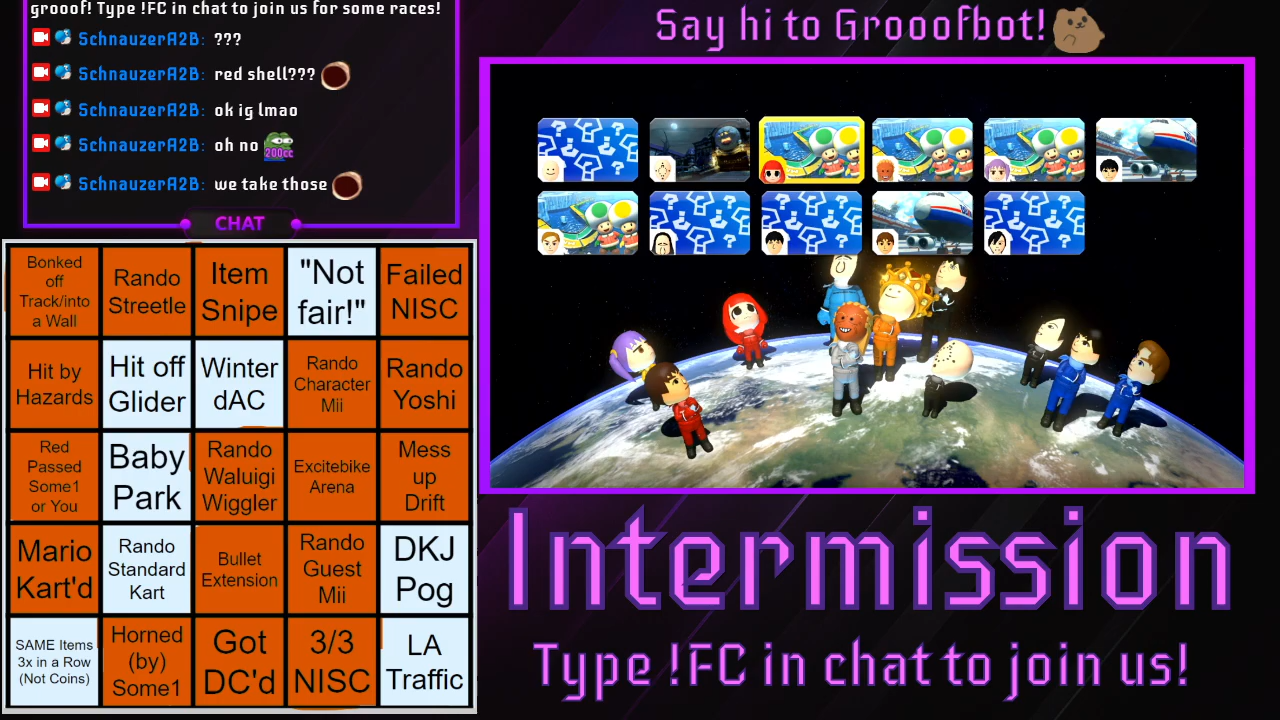 grooof! Type !FC in chat to join us for some races!
SchnauzerA2B: ???
SchnauzerA2B: red shell???
SchnauzerA2B: ok ig lmao
SchnauzerA2B: oh no 200cc
SchnauzerA2B: we take those
CHAT
Say hi to Grooofbot!
Bonked
off
Track/into
a Wall
Rando
Streetle
Item
Snipe
"Not
fair!"
Failed
NISC
Hit by
Hazards
Hit off
Glider
Winter
dAC
Rando
Character
Mii
Rando
Yoshi
Red
Passed
Some1
or You
Baby
Park
Rando
Waluigi
Wiggler
Excitebike
Arena
Mess
up
Drift
Mario
Kart'd
Rando
Standard
Kart
Bullet
Extension
Rando
Guest
Mii
DKJ
Pog
SAME Items
3x in a Row
(Not Coins)
Horned
(by)
Some1
Got
DC'd
3/3
NISC
LA
Traffic
Intermission
Type !FC in chat to join us!